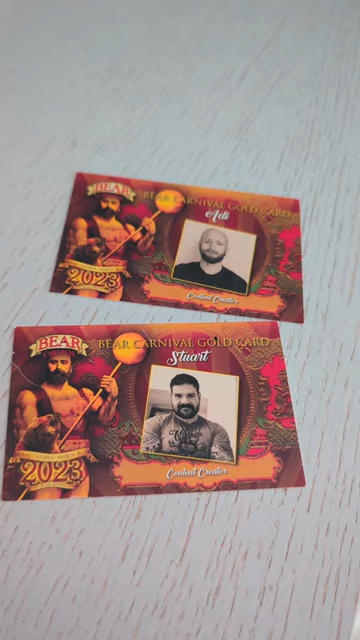 BEAR
BEAR CARNIVAL GOLD CARD
Adi
2023
Content Creator
BEAR
BEAR CARNIVAL GOLD CARD
Stuart
2023
Content Creator